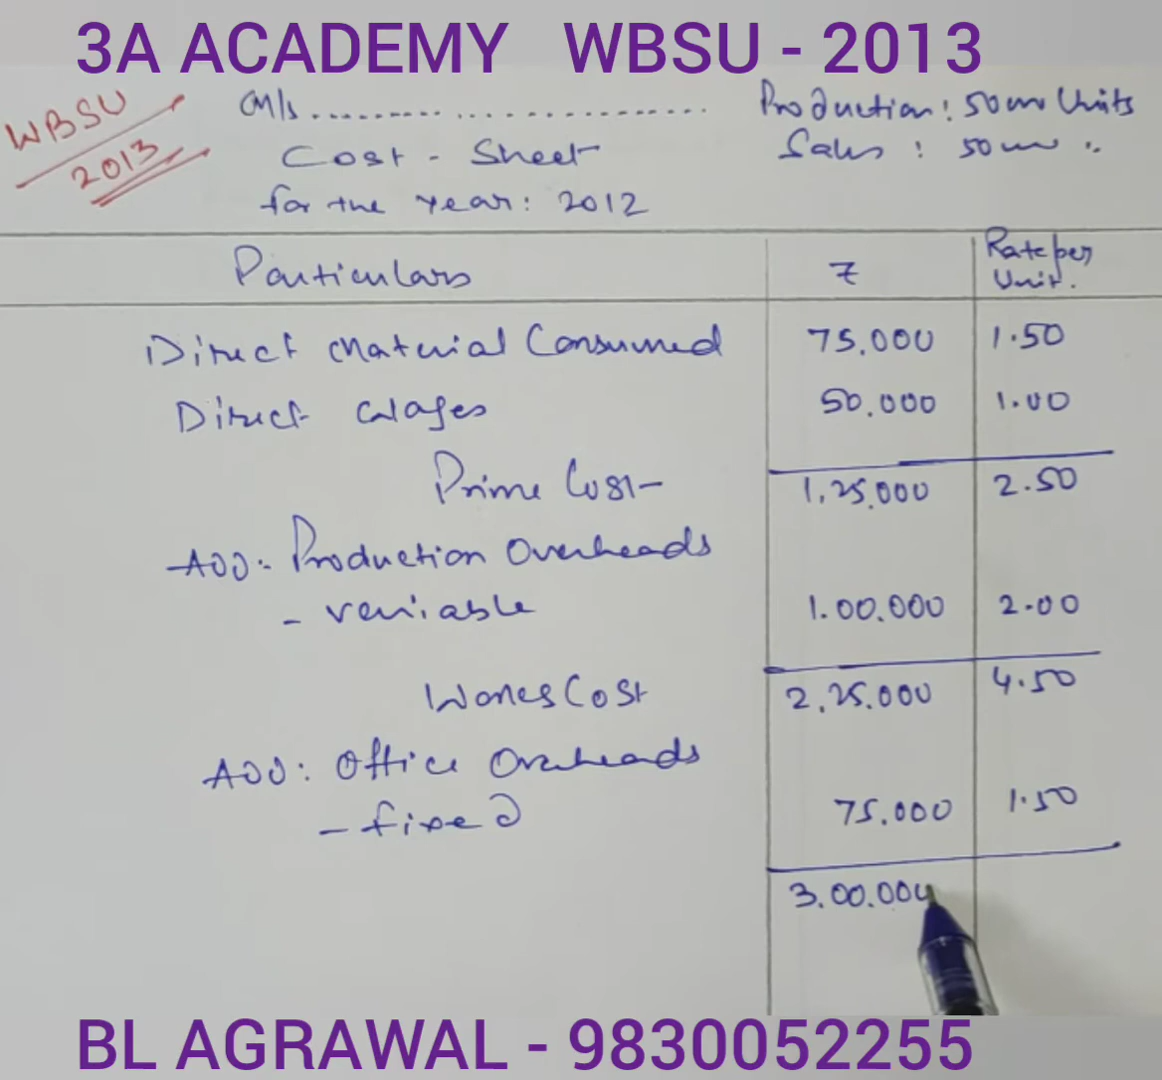 3A ACADEMY WBSU - 2013
WBSU
2013
M/s.............................
Production: 50000 Units
Cost - Sheet
Sales : 50000 "
for the year: 2012
Particulars ₹ Rate per Unit.
Direct Material Consumed 75,000 1.50
Direct Wages 50,000 1.00
Prime Cost 1,25,000 2.50
Add: Production Overheads
- variable 1,00,000 2.00
Works Cost 2,25,000 4.50
Add: Office Overheads
- fixed 75,000 1.50
3,00,000
BL AGRAWAL - 9830052255